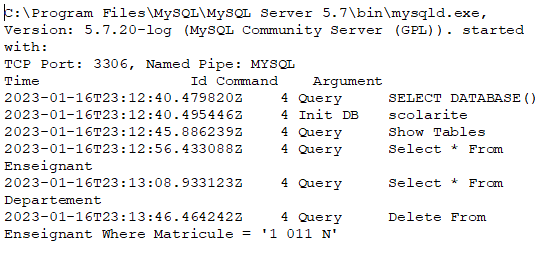 C:\Program Files\MySQL\MySQL Server 5.7\bin\mysqld.exe,
Version: 5.7.20-log (MySQL Community Server (GPL)). started
with:
TCP Port: 3306, Named Pipe: MYSQL
Time                 Id Command    Argument
2023-01-16T23:12:40.479820Z    4 Query     SELECT DATABASE()
2023-01-16T23:12:40.495446Z    4 Init DB   scolarite
2023-01-16T23:12:45.886239Z    4 Query     Show Tables
2023-01-16T23:12:56.433088Z    4 Query     Select * From
Enseignant
2023-01-16T23:13:08.933123Z    4 Query     Select * From
Departement
2023-01-16T23:13:46.464242Z    4 Query     Delete From
Enseignant Where Matricule = '1 011 N'